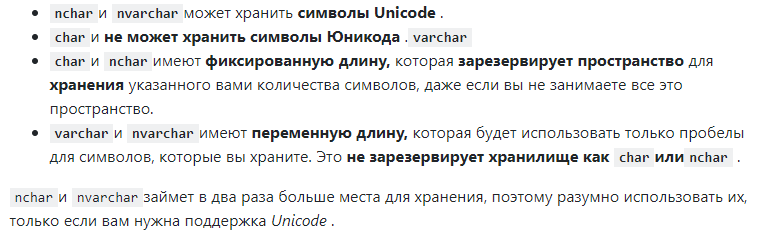 nchar и nvarchar может хранить символы Unicode .
char и не может хранить символы Юникода . varchar
char и nchar имеют фиксированную длину, которая зарезервирует пространство для
хранения указанного вами количества символов, даже если вы не занимаете все это
пространство.
varchar и nvarchar имеют переменную длину, которая будет использовать только пробелы
для символов, которые вы храните. Это не зарезервирует хранилище как char или nchar .
nchar и nvarchar займет в два раза больше места для хранения, поэтому разумно использовать их,
только если вам нужна поддержка Unicode .